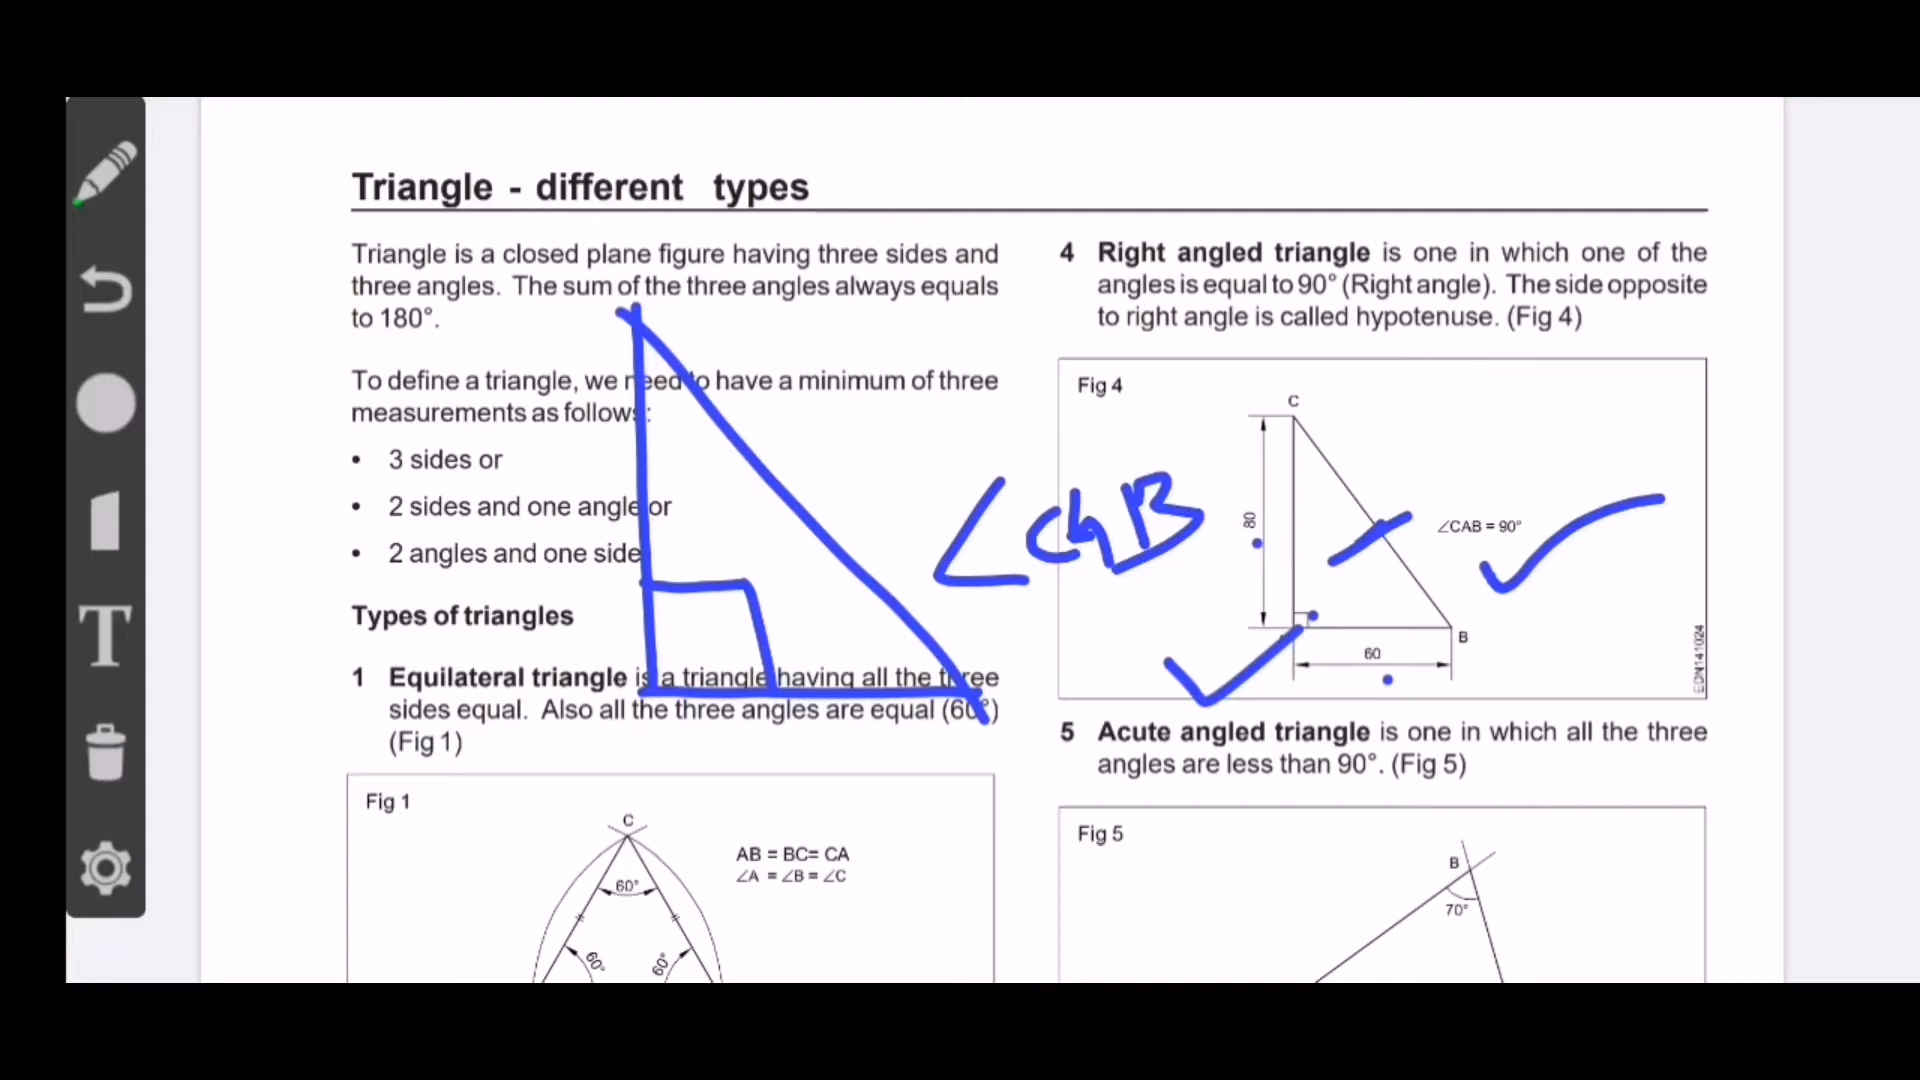 Triangle - different types
Triangle is a closed plane figure having three sides and
three angles. The sum of the three angles always equals
to 180°.
To define a triangle, we need to have a minimum of three
measurements as follows:
• 3 sides or
• 2 sides and one angle or
• 2 angles and one side
Types of triangles
1 Equilateral triangle is a triangle having all the three
sides equal. Also all the three angles are equal (60°)
(Fig 1)
Fig 1
C
60°
AB = BC= CA
∠A = ∠B = ∠C
60°
60°
4 Right angled triangle is one in which one of the
angles is equal to 90° (Right angle). The side opposite
to right angle is called hypotenuse. (Fig 4)
Fig 4
C
80
∠CAB = 90°
B
60
EDN141024
∠CAB
5 Acute angled triangle is one in which all the three
angles are less than 90°. (Fig 5)
Fig 5
B
70°
T